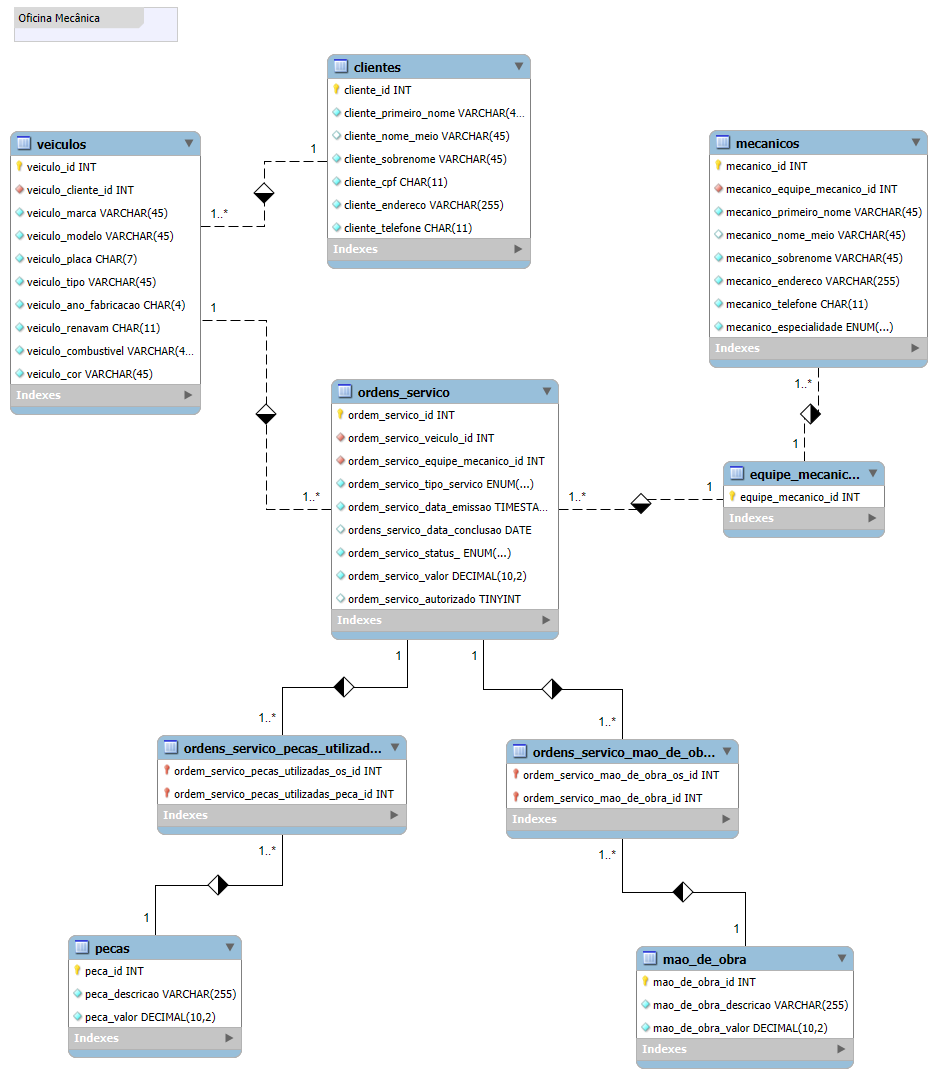 Oficina Mecânica
clientes
cliente_id INT
cliente_primeiro_nome VARCHAR(4...
cliente_nome_meio VARCHAR(45)
cliente_sobrenome VARCHAR(45)
cliente_cpf CHAR(11)
cliente_endereco VARCHAR(255)
cliente_telefone CHAR(11)
Indexes
veiculos
veiculo_id INT
veiculo_cliente_id INT
veiculo_marca VARCHAR(45)
veiculo_modelo VARCHAR(45)
veiculo_placa CHAR(7)
veiculo_tipo VARCHAR(45)
veiculo_ano_fabricacao CHAR(4)
veiculo_renavam CHAR(11)
veiculo_combustivel VARCHAR(4...
veiculo_cor VARCHAR(45)
Indexes
1
1..*
1
1..*
mecanicos
mecanico_id INT
mecanico_equipe_mecanico_id INT
mecanico_primeiro_nome VARCHAR(45)
mecanico_nome_meio VARCHAR(45)
mecanico_sobrenome VARCHAR(45)
mecanico_endereco VARCHAR(255)
mecanico_telefone CHAR(11)
mecanico_especialidade ENUM(...)
Indexes
1..*
1
ordens_servico
ordem_servico_id INT
ordem_servico_veiculo_id INT
ordem_servico_equipe_mecanico_id INT
ordem_servico_tipo_servico ENUM(...)
ordem_servico_data_emissao TIMESTA...
ordens_servico_data_conclusao DATE
ordem_servico_status_ ENUM(...)
ordem_servico_valor DECIMAL(10,2)
ordem_servico_autorizado TINYINT
Indexes
1..*
1
equipe_mecanic...
equipe_mecanico_id INT
Indexes
1
1..*
1
1..*
ordens_servico_pecas_utilizad...
ordem_servico_pecas_utilizadas_os_id INT
ordem_servico_pecas_utilizadas_peca_id INT
Indexes
ordens_servico_mao_de_ob...
ordem_servico_mao_de_obra_os_id INT
ordem_servico_mao_de_obra_id INT
Indexes
1..*
1
1..*
1
pecas
peca_id INT
peca_descricao VARCHAR(255)
peca_valor DECIMAL(10,2)
Indexes
mao_de_obra
mao_de_obra_id INT
mao_de_obra_descricao VARCHAR(255)
mao_de_obra_valor DECIMAL(10,2)
Indexes